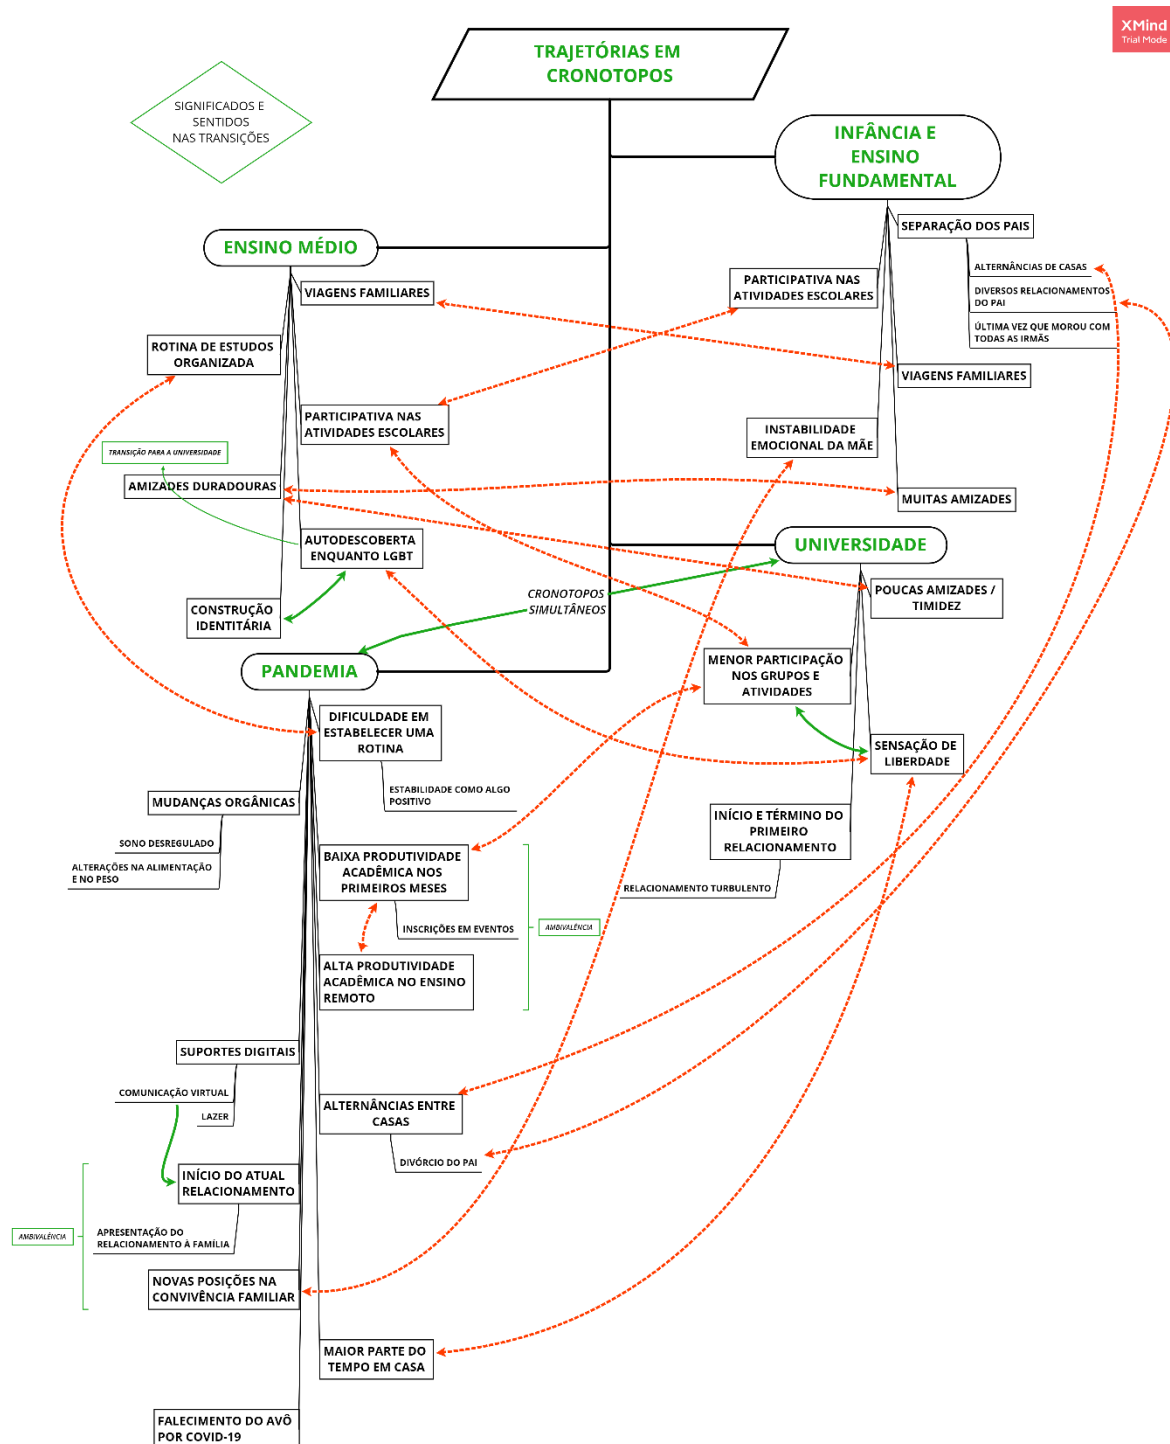 XMind
Trial Mode
TRAJETÓRIAS EM
CRONOTOPOS
SIGNIFICADOS E
SENTIDOS
NAS TRANSIÇÕES
INFÂNCIA E
ENSINO
FUNDAMENTAL
SEPARAÇÃO DOS PAIS
ALTERNÂNCIAS DE CASAS
DIVERSOS RELACIONAMENTOS
DO PAI
ÚLTIMA VEZ QUE MOROU COM
TODAS AS IRMÃS
PARTICIPATIVA NAS
ATIVIDADES ESCOLARES
VIAGENS FAMILIARES
INSTABILIDADE
EMOCIONAL DA MÃE
MUITAS AMIZADES
ENSINO MÉDIO
VIAGENS FAMILIARES
ROTINA DE ESTUDOS
ORGANIZADA
PARTICIPATIVA NAS
ATIVIDADES ESCOLARES
TRANSIÇÃO PARA A UNIVERSIDADE
AMIZADES DURADOURAS
AUTODESCOBERTA
ENQUANTO LGBT
CONSTRUÇÃO
IDENTITÁRIA
CRONOTOPOS
SIMULTÂNEOS
UNIVERSIDADE
POUCAS AMIZADES /
TIMIDEZ
MENOR PARTICIPAÇÃO
NOS GRUPOS E
ATIVIDADES
SENSAÇÃO DE
LIBERDADE
INÍCIO E TÉRMINO DO
PRIMEIRO
RELACIONAMENTO
RELACIONAMENTO TURBULENTO
PANDEMIA
DIFICULDADE EM
ESTABELECER UMA
ROTINA
ESTABILIDADE COMO ALGO
POSITIVO
MUDANÇAS ORGÂNICAS
SONO DESREGULADO
ALTERAÇÕES NA ALIMENTAÇÃO
E NO PESO
BAIXA PRODUTIVIDADE
ACADÊMICA NOS
PRIMEIROS MESES
INSCRIÇÕES EM EVENTOS
AMBIVALÊNCIA
ALTA PRODUTIVIDADE
ACADÊMICA NO ENSINO
REMOTO
SUPORTES DIGITAIS
COMUNICAÇÃO VIRTUAL
LAZER
ALTERNÂNCIAS ENTRE
CASAS
DIVÓRCIO DO PAI
INÍCIO DO ATUAL
RELACIONAMENTO
APRESENTAÇÃO DO
RELACIONAMENTO À FAMÍLIA
AMBIVALÊNCIA
NOVAS POSIÇÕES NA
CONVIVÊNCIA FAMILIAR
MAIOR PARTE DO
TEMPO EM CASA
FALECIMENTO DO AVÔ
POR COVID-19